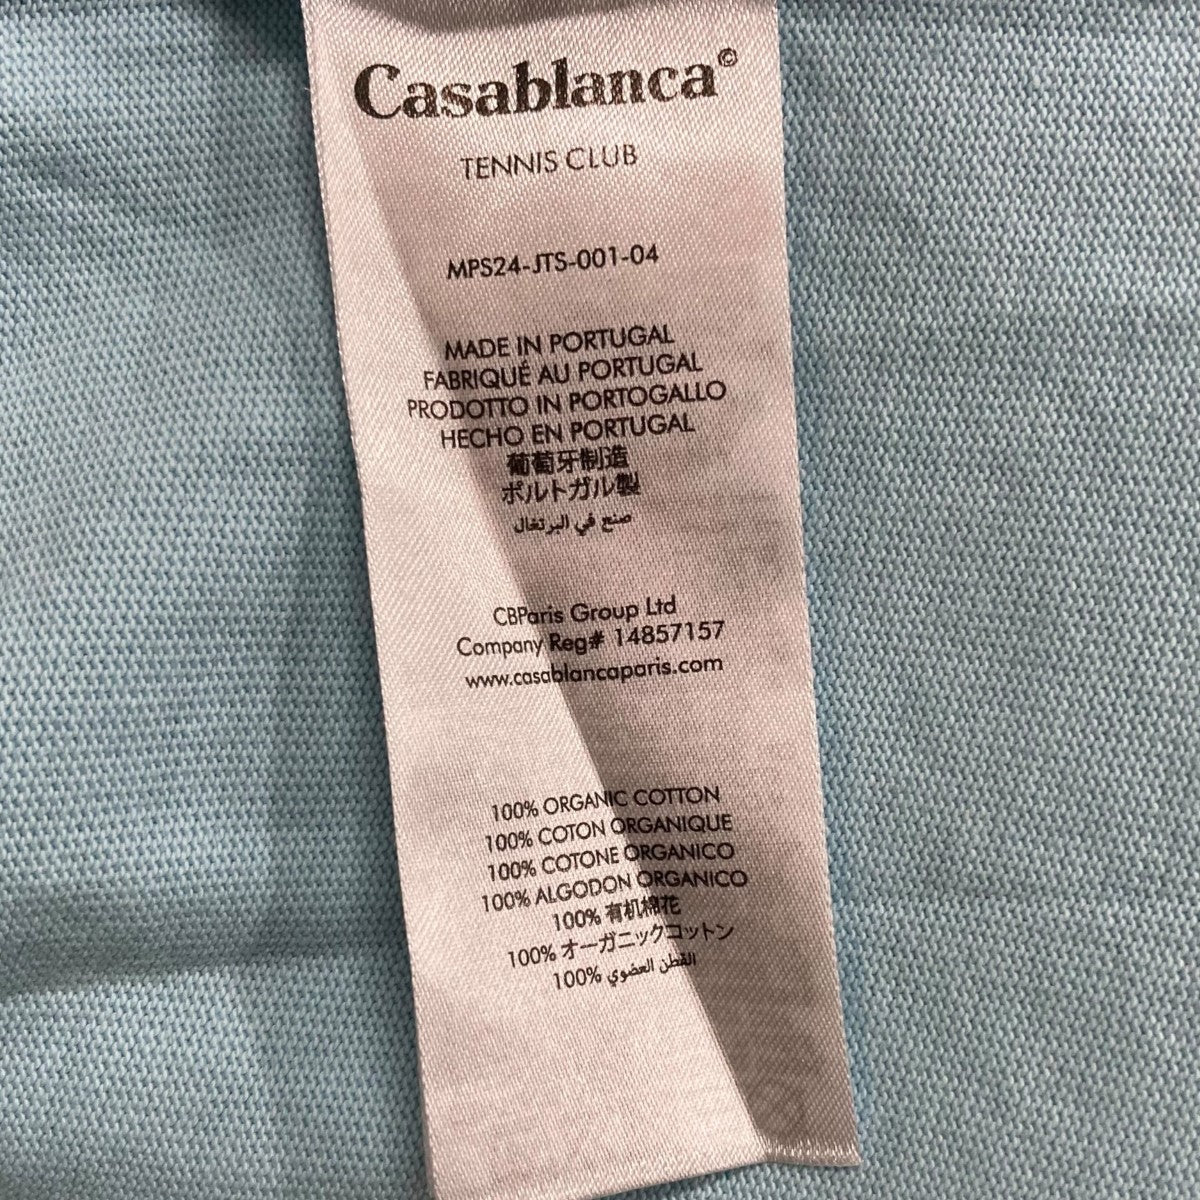 Casablanca©
TENNIS CLUB
MPS24-JTS-001-04
MADE IN PORTUGAL
FABRIQUÉ AU PORTUGAL
PRODOTTO IN PORTOGALLO
HECHO EN PORTUGAL
葡萄牙制造
ポルトガル製
صنع في البرتغال
CBParis Group Ltd
Company Reg# 14857157
www.casablancaparis.com
100% ORGANIC COTTON
100% COTON ORGANIQUE
100% COTONE ORGANICO
100% ALGODON ORGANICO
100% 有机棉花
100% オーガニックコットン
100% القطن العضوي